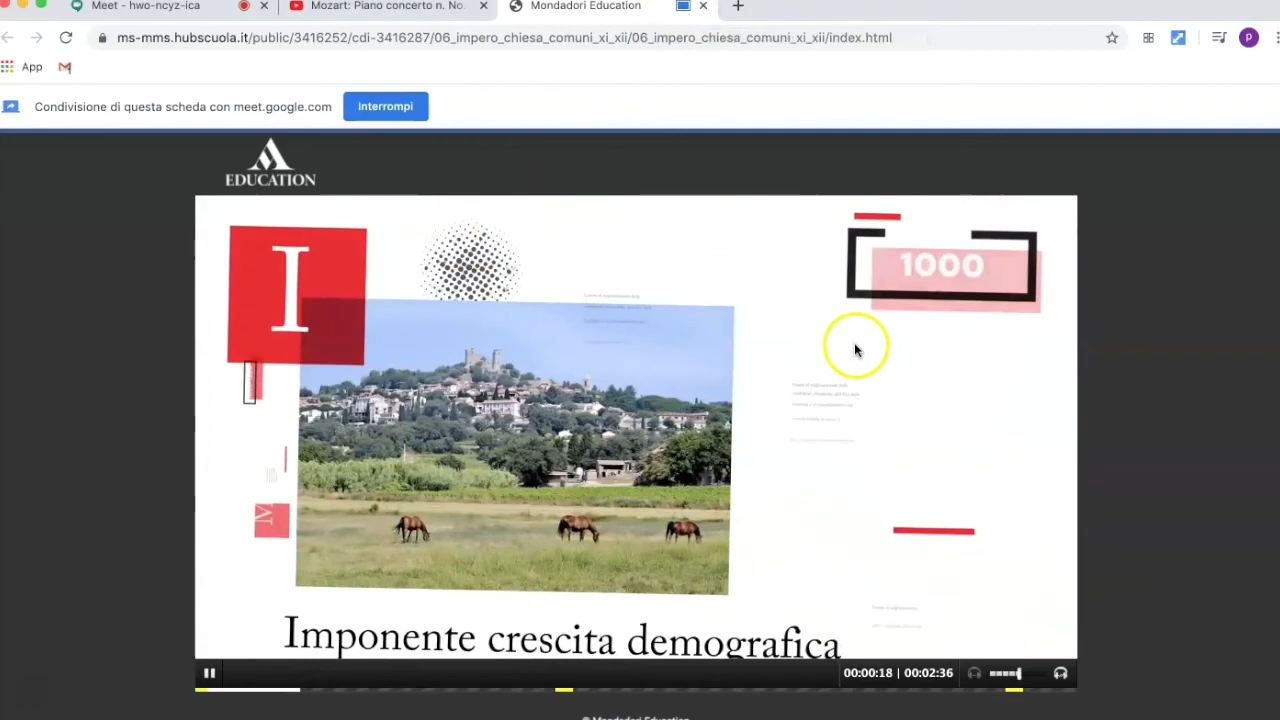 Meet - hwo-ncyz-ica
Mozart: Piano concerto n. No.
Mondadori Education
ms-mms.hubscuola.it/public/3416252/cdi-3416287/06_impero_chiesa_comuni_xi_xii/06_impero_chiesa_comuni_xi_xii/index.html
P
App
Condivisione di questa scheda con meet.google.com
Interrompi
EDUCATION
I
1000
M
Imponente crescita demografica
00:00:18 | 00:02:36
© Mondadori Education